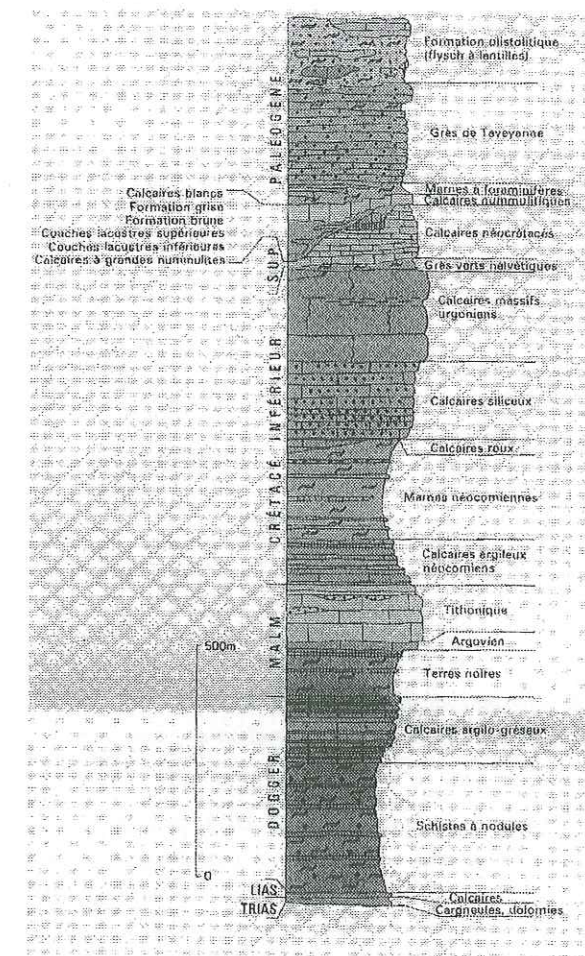 Formation olistolitique
(flysch à lentilles)
PALÉOGÈNE
Grès de Taveyanne
Marnes à foraminifères
Calcaires nummulitiques
Calcaires blancs
Formation grise
Formation brune
Couches lacustres supérieures
Couches lacustres inférieures
Calcaires à grandes nummulites
Calcaires néocrétacés
SUP.
Grès verts helvétiques
Calcaires massifs
urgoniens
CRÉTACÉ INFÉRIEUR
Calcaires siliceux
Calcaires roux
Marnes néocomiennes
Calcaires argileux
néocomiens
MALM
Tithonique
Argovien
500m
Terres noires
Calcaires argilo-gréseux
DOGGER
Schistes à nodules
0
LIAS
Calcaires
TRIAS
Cargneules, dolomies